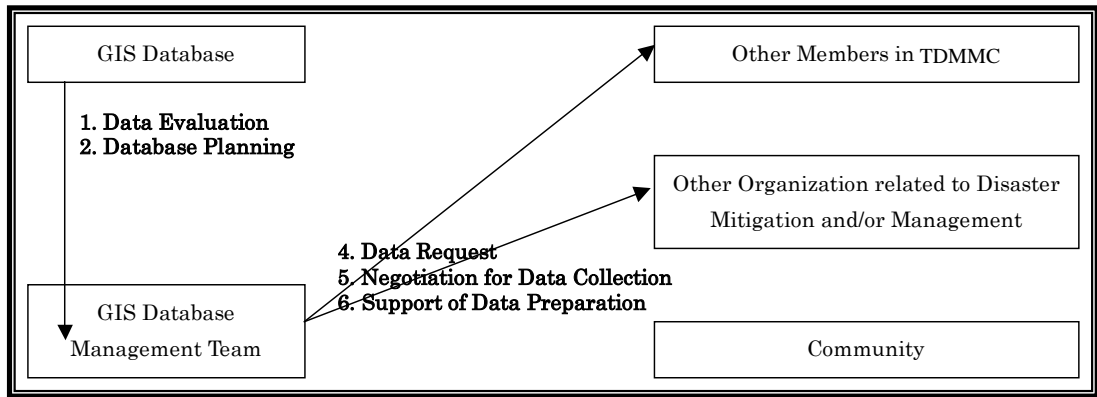 GIS Database
Other Members in TDMMC
1. Data Evaluation
2. Database Planning
Other Organization related to Disaster
Mitigation and/or Management
4. Data Request
5. Negotiation for Data Collection
6. Support of Data Preparation
GIS Database
Management Team
Community